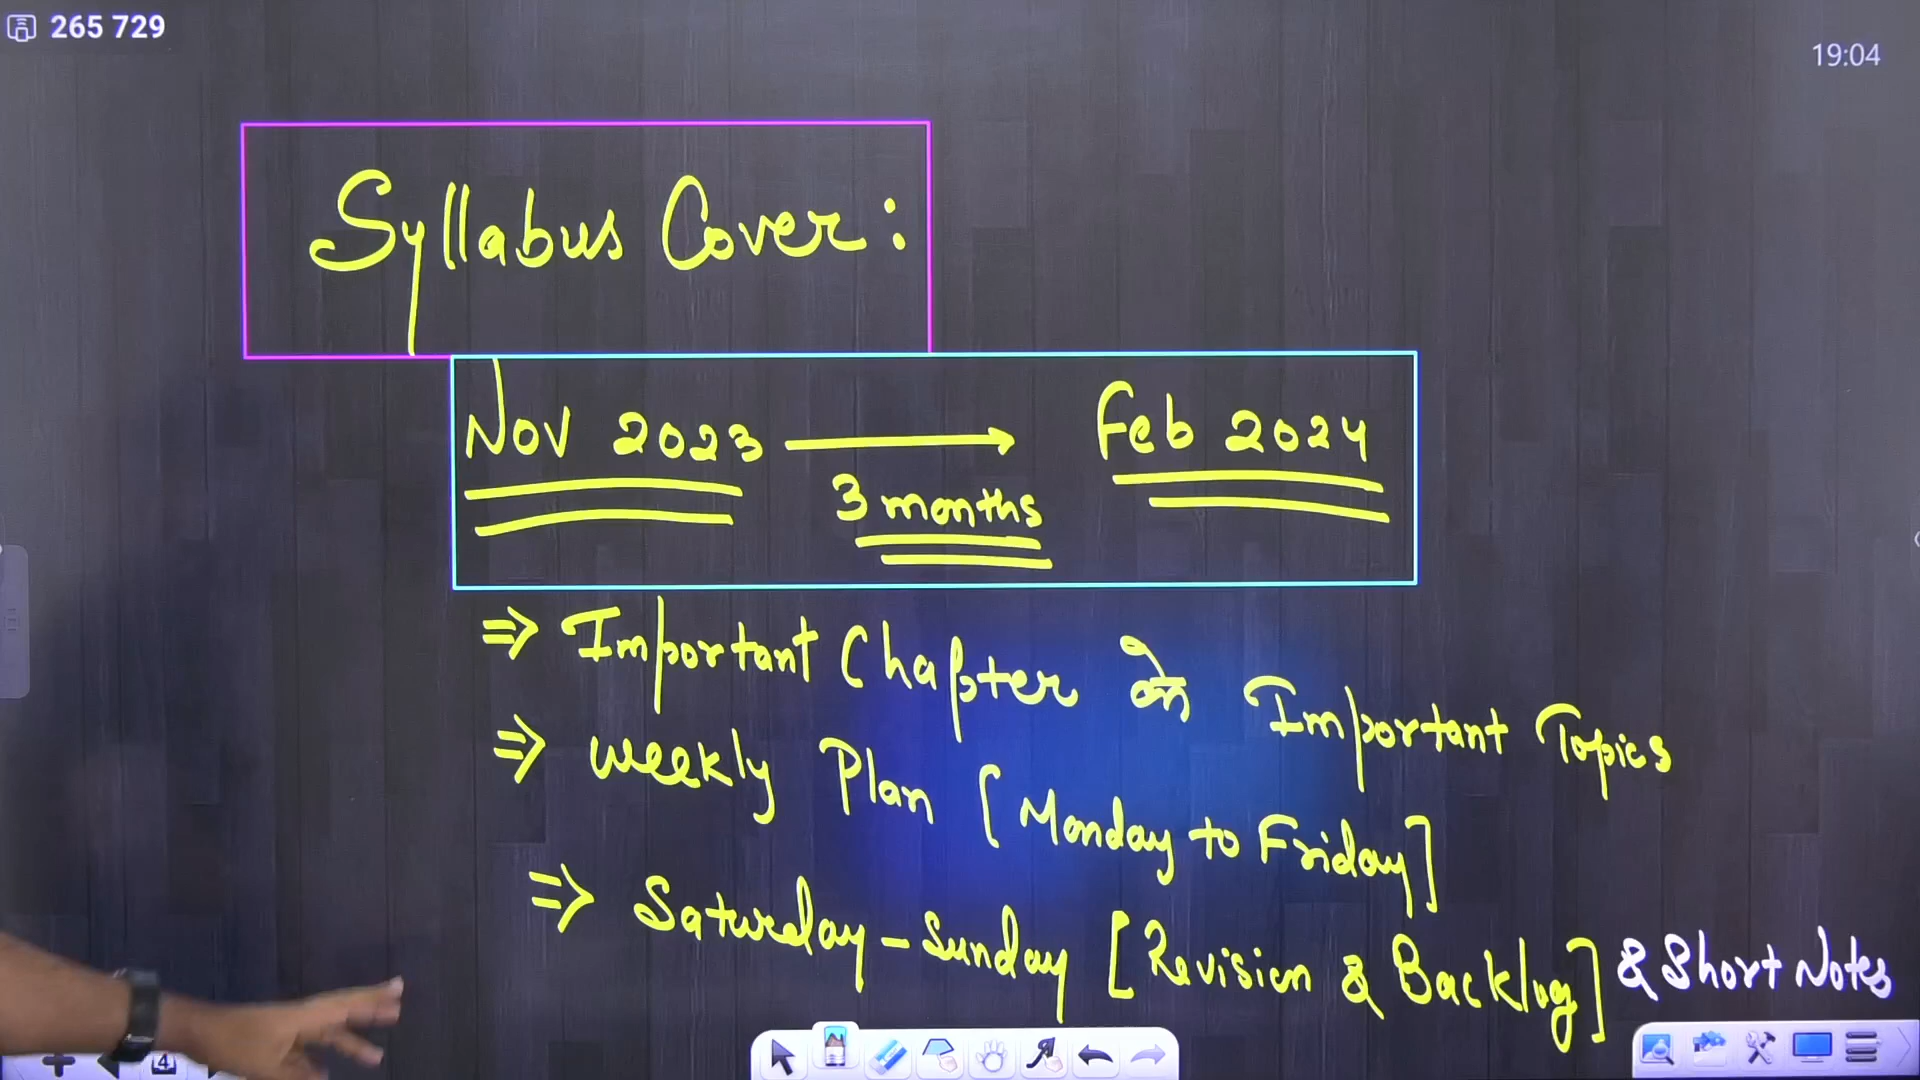 265 729
19:04
Syllabus Cover:
Nov 2023 → Feb 2024
3 months
⇒ Important Chapter के Important Topics
⇒ Weekly Plan [Monday to Friday]
⇒ Saturday - Sunday [Revision & Backlog] & Short Notes
4